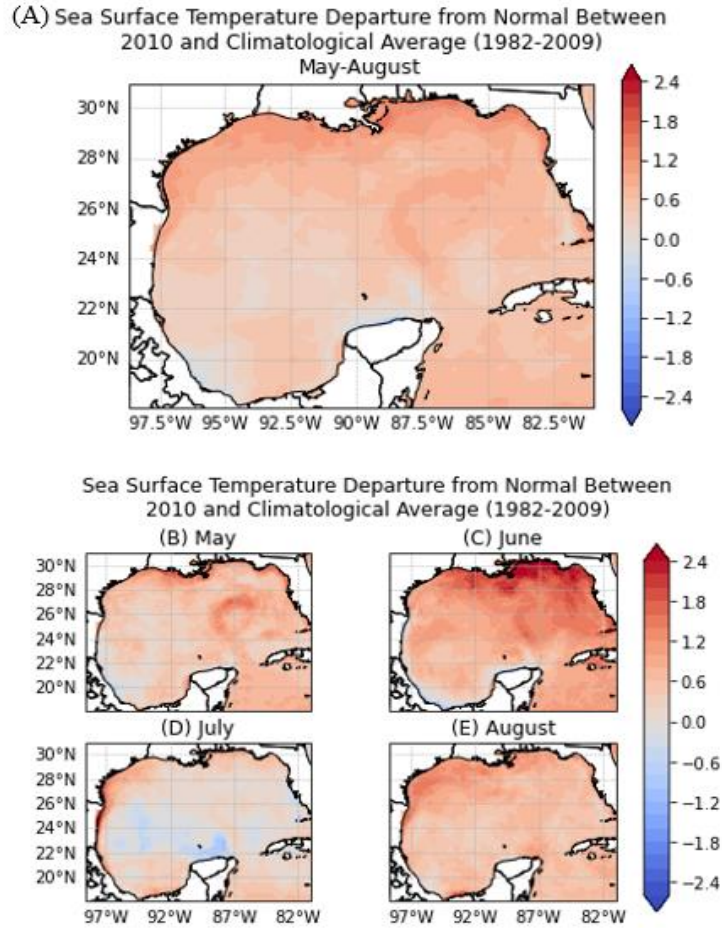 (A) Sea Surface Temperature Departure from Normal Between
2010 and Climatological Average (1982-2009)
May-August
30°N
28°N
26°N
24°N
22°N
20°N
97.5°W 95°W 92.5°W 90°W 87.5°W 85°W 82.5°W
2.4
1.8
1.2
0.6
0.0
−0.6
−1.2
−1.8
−2.4
Sea Surface Temperature Departure from Normal Between
2010 and Climatological Average (1982-2009)
(B) May
(C) June
30°N
28°N
26°N
24°N
22°N
20°N
(D) July
(E) August
30°N
28°N
26°N
24°N
22°N
20°N
97°W 92°W 87°W 82°W
97°W 92°W 87°W 82°W
2.4
1.8
1.2
0.6
0.0
−0.6
−1.2
−1.8
−2.4